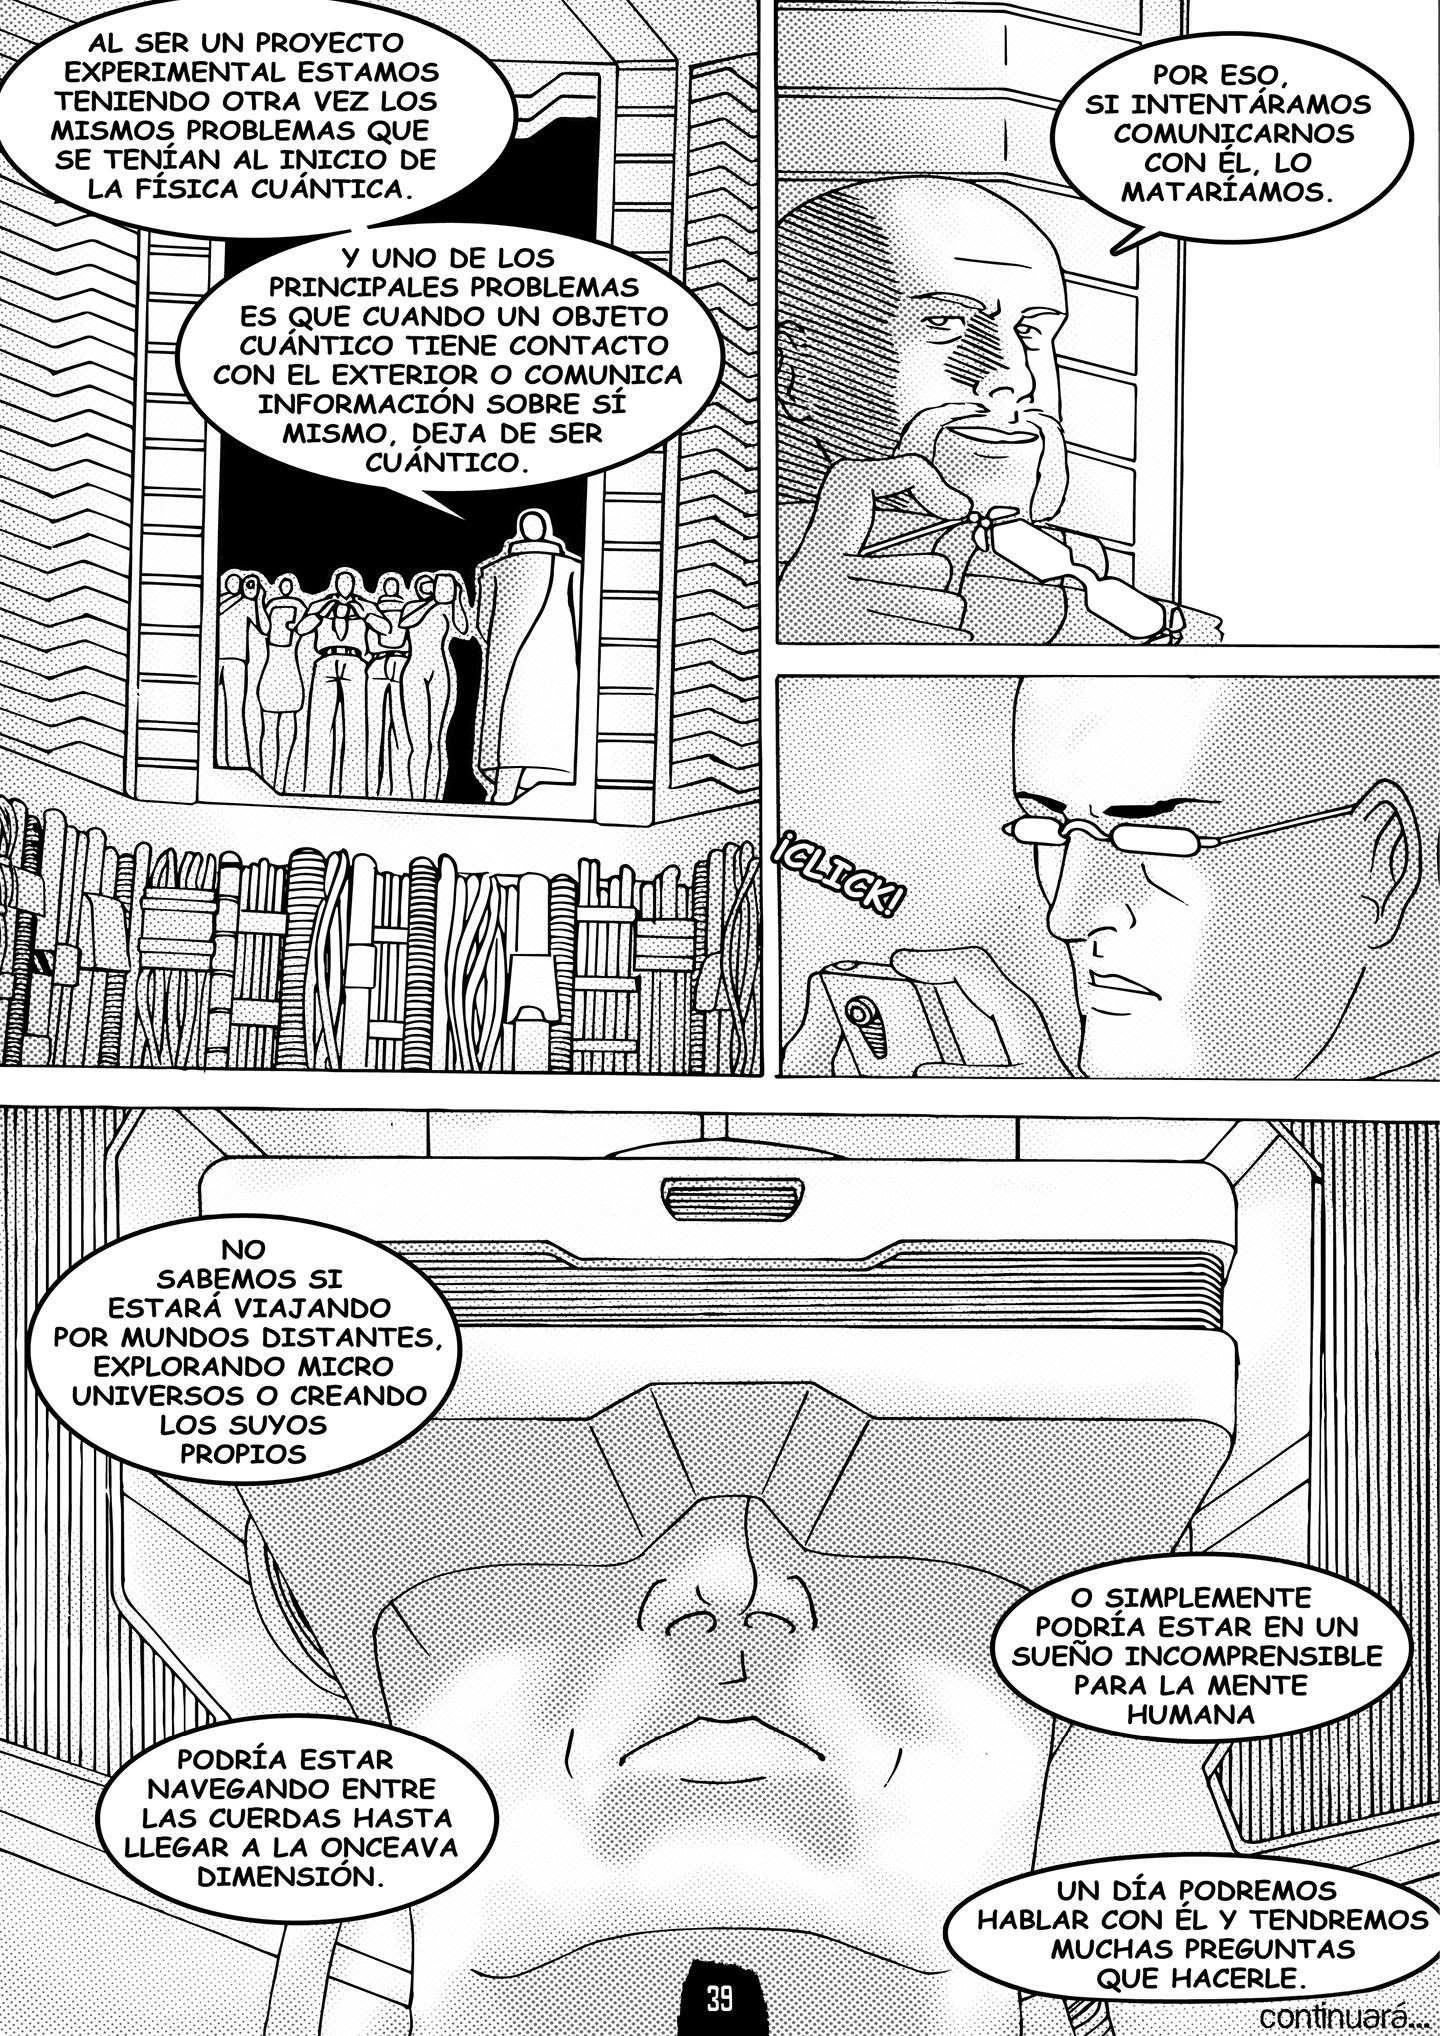 AL SER UN PROYECTO
EXPERIMENTAL ESTAMOS
TENIENDO OTRA VEZ LOS
MISMOS PROBLEMAS QUE
SE TENÍAN AL INICIO DE
LA FÍSICA CUÁNTICA.
Y UNO DE LOS
PRINCIPALES PROBLEMAS
ES QUE CUANDO UN OBJETO
CUÁNTICO TIENE CONTACTO
CON EL EXTERIOR O COMUNICA
INFORMACIÓN SOBRE SÍ
MISMO, DEJA DE SER
CUÁNTICO.
POR ESO,
SI INTENTÁRAMOS
COMUNICARNOS
CON ÉL, LO
MATARÍAMOS.
¡CLICK!
NO
SABEMOS SI
ESTARÁ VIAJANDO
POR MUNDOS DISTANTES,
EXPLORANDO MICRO
UNIVERSOS O CREANDO
LOS SUYOS
PROPIOS
O SIMPLEMENTE
PODRÍA ESTAR EN UN
SUEÑO INCOMPRENSIBLE
PARA LA MENTE
HUMANA
PODRÍA ESTAR
NAVEGANDO ENTRE
LAS CUERDAS HASTA
LLEGAR A LA ONCEAVA
DIMENSIÓN.
UN DÍA PODREMOS
HABLAR CON ÉL Y TENDREMOS
MUCHAS PREGUNTAS
QUE HACERLE.
39
continuará...